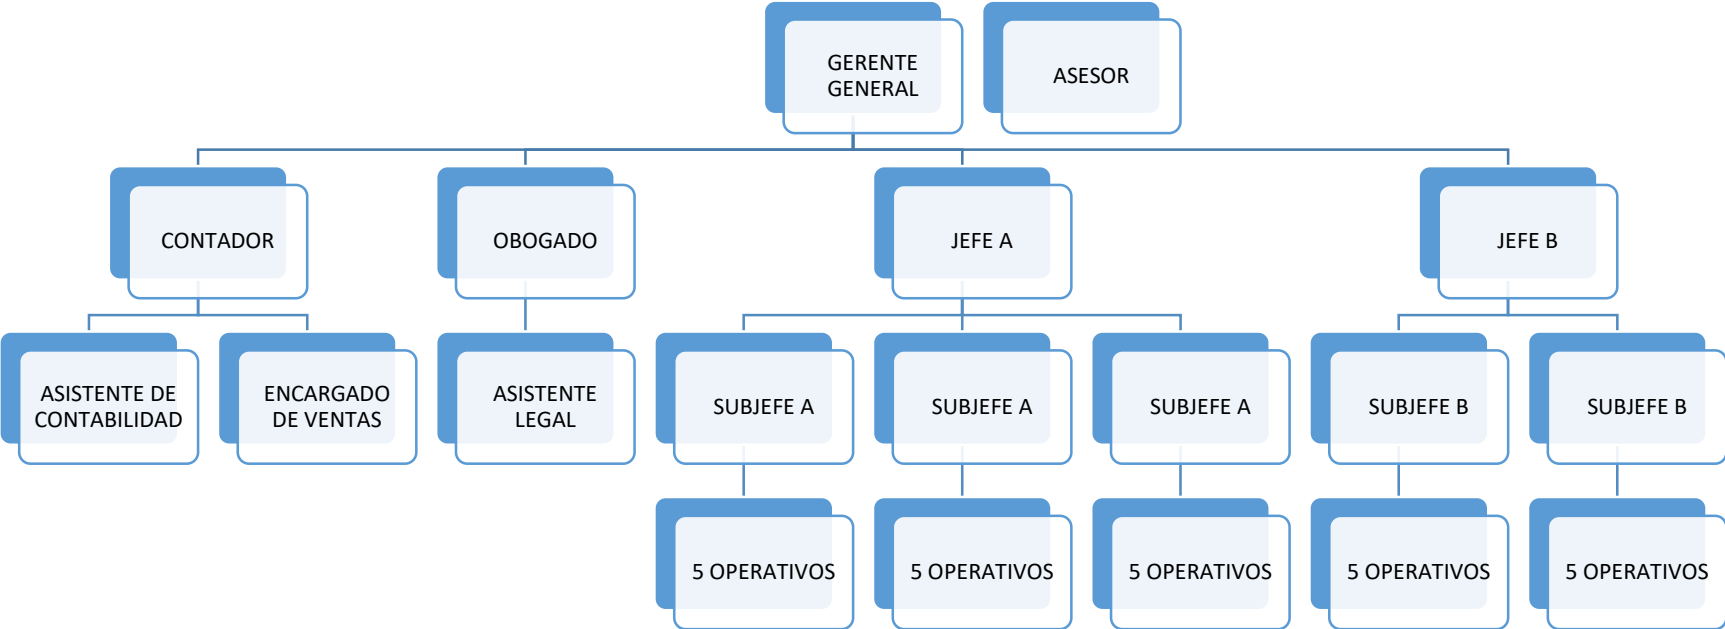 GERENTE
GENERAL
ASESOR
CONTADOR
OBOGADO
JEFE A
JEFE B
ASISTENTE DE
CONTABILIDAD
ENCARGADO
DE VENTAS
ASISTENTE
LEGAL
SUBJEFE A
SUBJEFE A
SUBJEFE A
SUBJEFE B
SUBJEFE B
5 OPERATIVOS
5 OPERATIVOS
5 OPERATIVOS
5 OPERATIVOS
5 OPERATIVOS